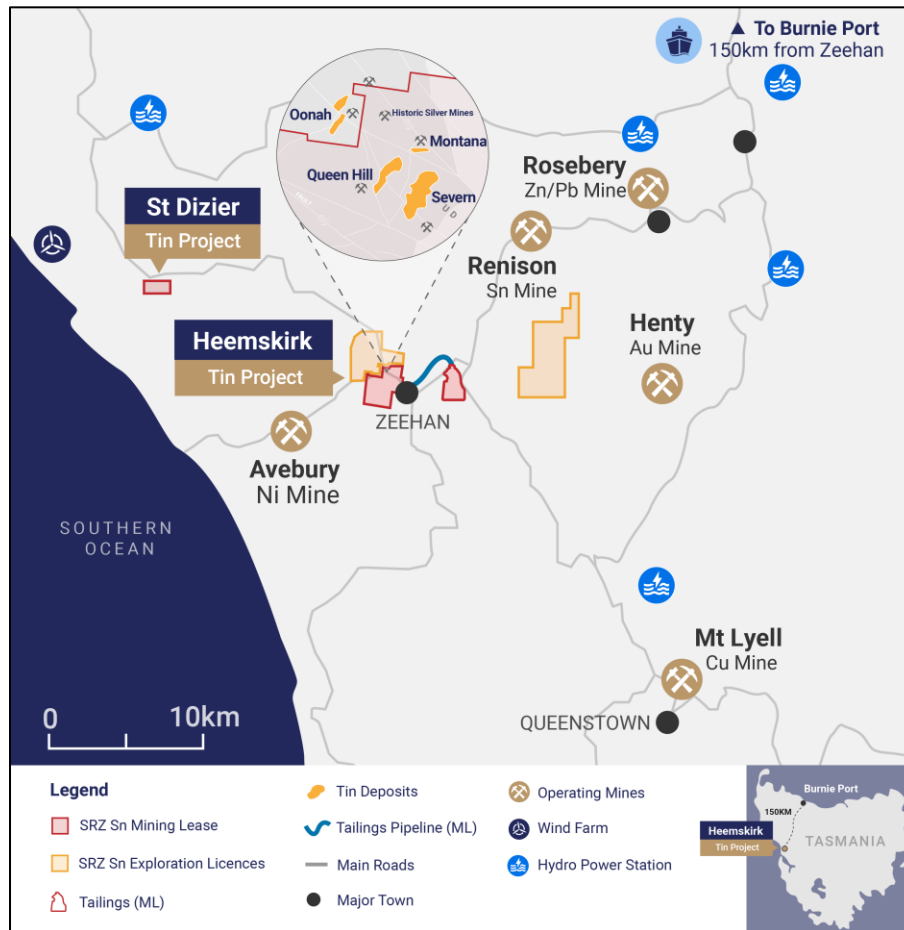 ▲ To Burnie Port
150km from Zeehan
Oonah
Historic Silver Mines
Montana
Queen Hill
Severn
Rosebery
Zn/Pb Mine
St Dizier
Tin Project
Renison
Sn Mine
Heemskirk
Tin Project
Henty
Au Mine
ZEEHAN
Avebury
Ni Mine
SOUTHERN
OCEAN
Mt Lyell
Cu Mine
0 10km
QUEENSTOWN
Legend
SRZ Sn Mining Lease
SRZ Sn Exploration Licences
Tailings (ML)
Tin Deposits
Tailings Pipeline (ML)
Main Roads
Major Town
Operating Mines
Wind Farm
Hydro Power Station
Burnie Port
150KM
Heemskirk
Tin Project
TASMANIA